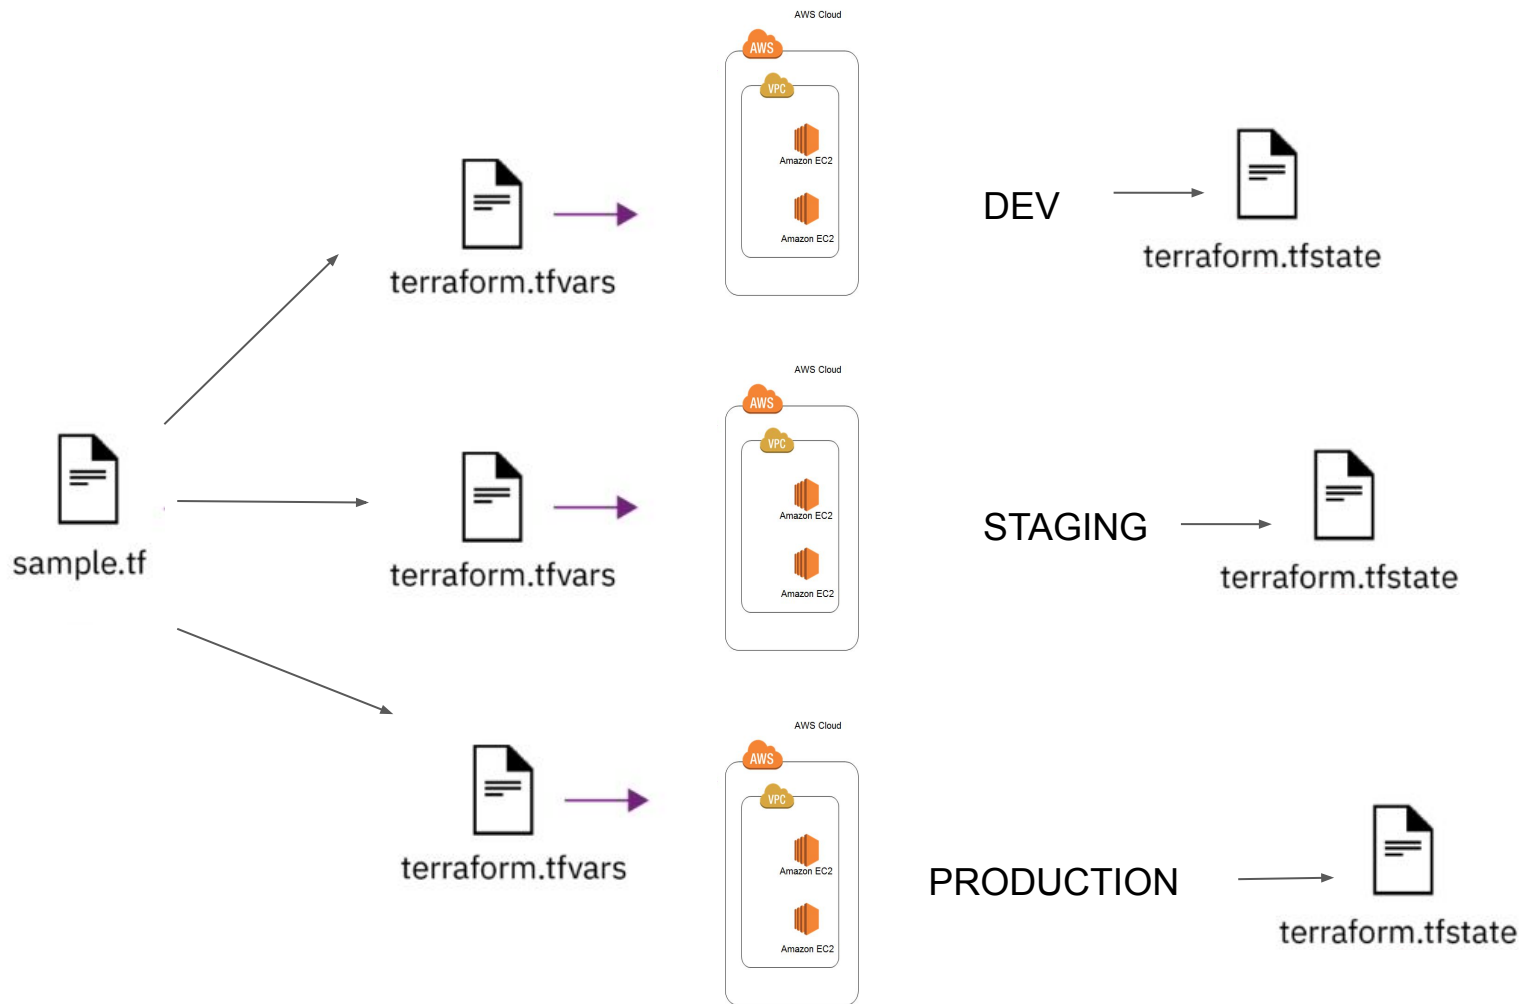 AWS Cloud
AWS
VPC
Amazon EC2
Amazon EC2
terraform.tfvars
DEV
terraform.tfstate
AWS Cloud
AWS
VPC
Amazon EC2
Amazon EC2
sample.tf
terraform.tfvars
STAGING
terraform.tfstate
AWS Cloud
AWS
VPC
Amazon EC2
Amazon EC2
terraform.tfvars
PRODUCTION
terraform.tfstate